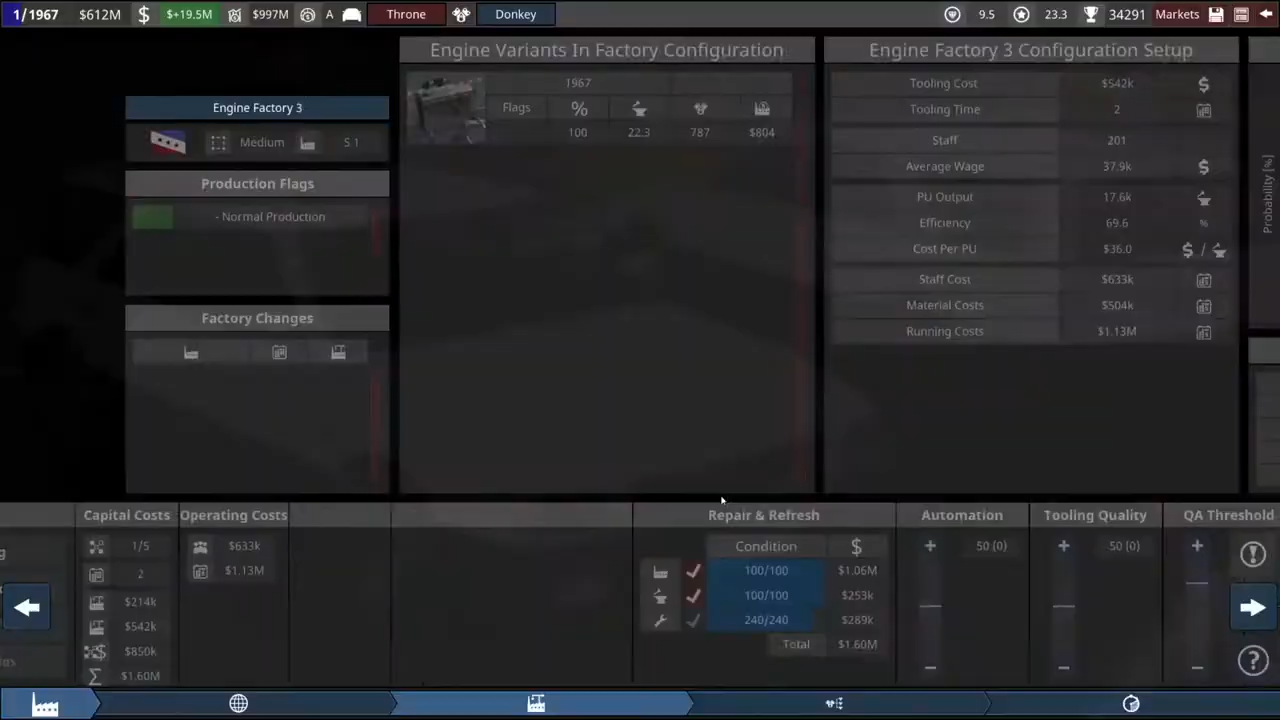 1/1967 $612M $+19.5M $997M A Throne Donkey 9.5 23.3 34291 Markets
Engine Factory 3
Medium S 1
Production Flags
- Normal Production
Factory Changes
Engine Variants In Factory Configuration
1967
Flags %
100 22.3 787 $804
Engine Factory 3 Configuration Setup
Tooling Cost $542k $
Tooling Time 2
Staff 201
Average Wage 37.9k $
PU Output 17.6k
Efficiency 69.6 %
Cost Per PU $36.0 $ /
Staff Cost $633k
Material Costs $504k
Running Costs $1.13M
Probability [%]
Capital Costs
1/5
2
$214k
$542k
$850k
Σ $1.60M
Operating Costs
$633k
$1.13M
Repair & Refresh
Condition $
100/100 $1.06M
100/100 $253k
240/240 $289k
Total $1.60M
Automation
+ 50 (0)
−
Tooling Quality
+ 50 (0)
−
QA Threshold
+
−